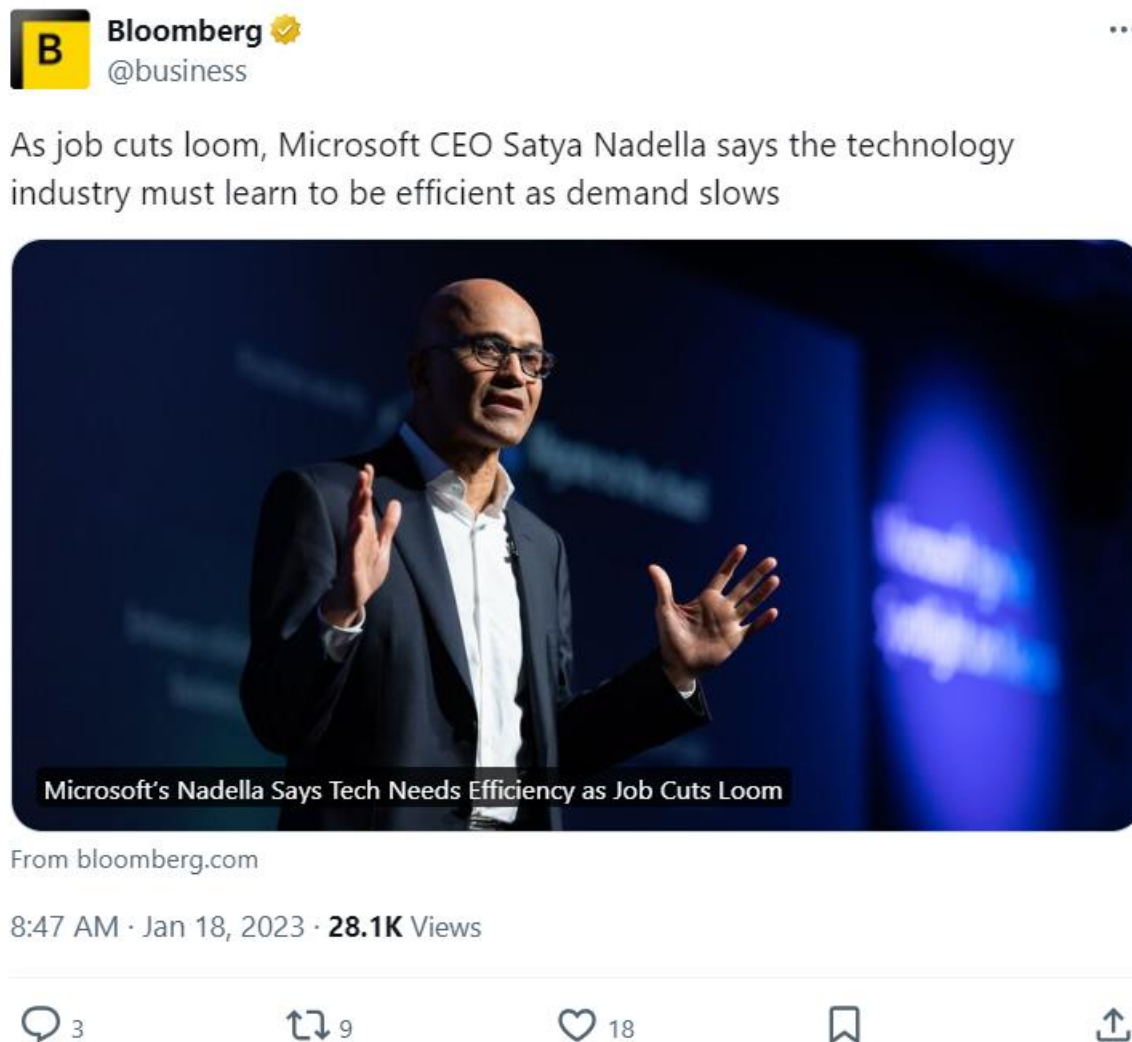 B
Bloomberg
@business
As job cuts loom, Microsoft CEO Satya Nadella says the technology
industry must learn to be efficient as demand slows
Microsoft's Nadella Says Tech Needs Efficiency as Job Cuts Loom
From bloomberg.com
8:47 AM · Jan 18, 2023 · 28.1K Views
3 9 18